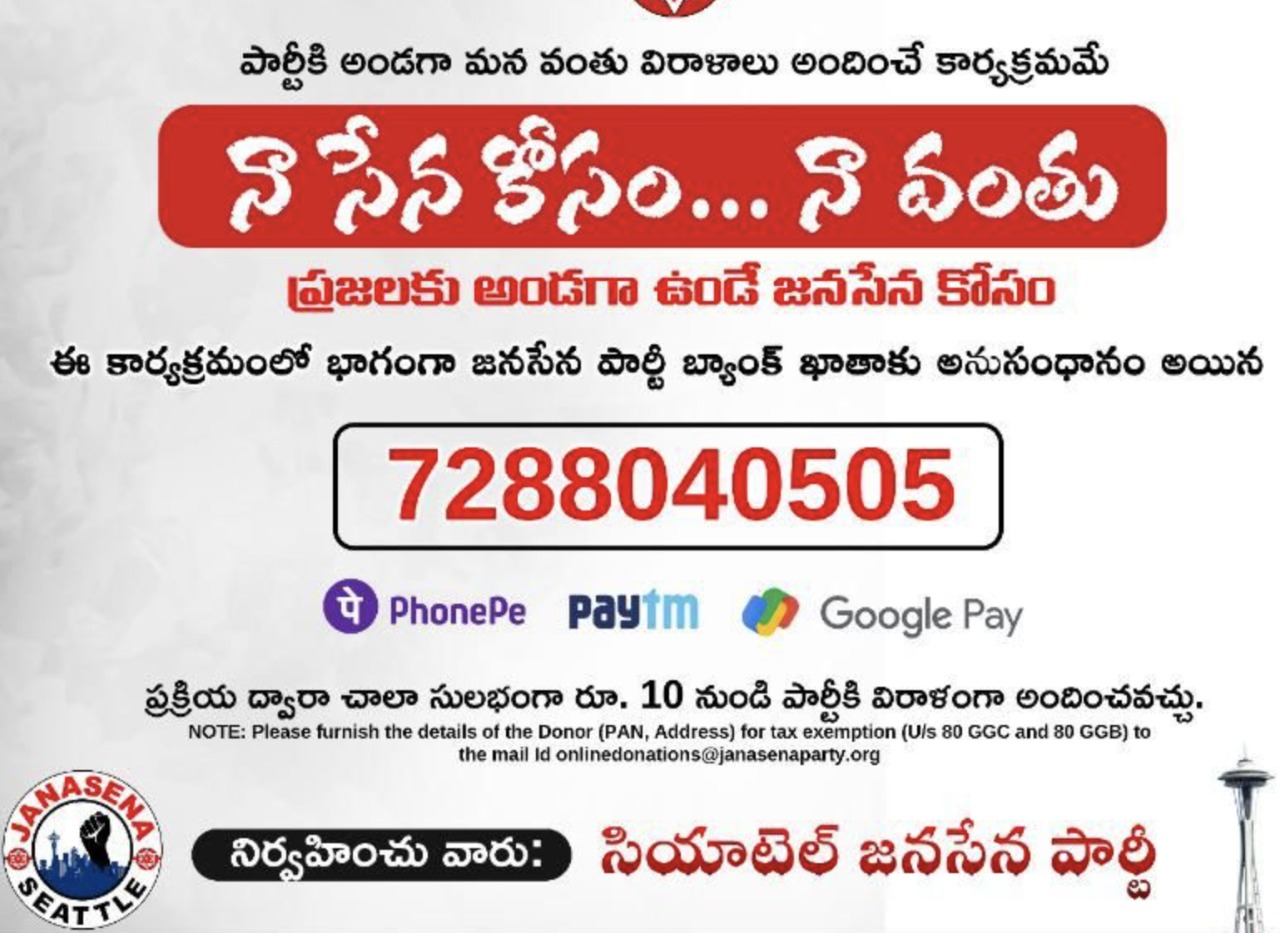 పార్టీకి అండగా మన వంతు విరాళాలు అందించే కార్యక్రమమే
నా సేన కోసం... నా వంతు
ప్రజలకు అండగా ఉండే జనసేన కోసం
ఈ కార్యక్రమంలో భాగంగా జనసేన పార్టీ బ్యాంక్ ఖాతాకు అనుసంధానం అయిన
7288040505
पे PhonePe paytm Google Pay
ప్రక్రియ ద్వారా చాలా సులభంగా రూ. 10 నుండి పార్టీకి విరాళంగా అందించవచ్చు.
NOTE: Please furnish the details of the Donor (PAN, Address) for tax exemption (U/s 80 GGC and 80 GGB) to
the mail Id onlinedonations@janasenaparty.org
JANASENA
SEATTLE
నిర్వహించు వారు: సియాటెల్ జనసేన పార్టీ